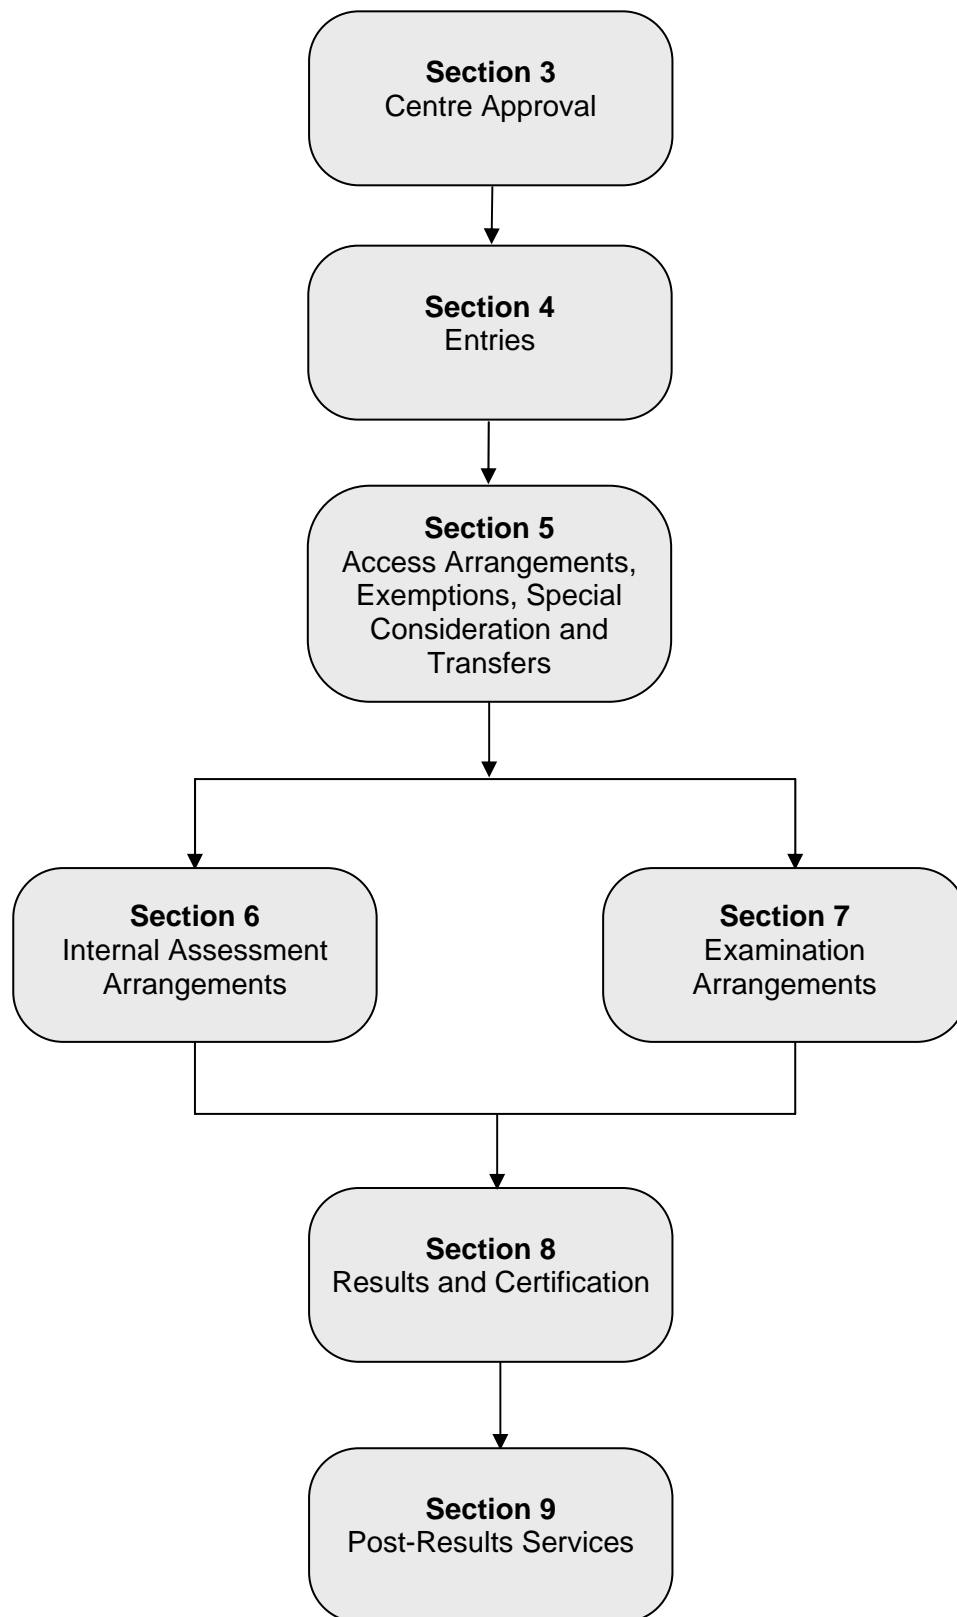 Section 3
Centre Approval
Section 4
Entries
Section 5
Access Arrangements,
Exemptions, Special
Consideration and
Transfers
Section 6
Internal Assessment
Arrangements
Section 7
Examination
Arrangements
Section 8
Results and Certification
Section 9
Post-Results Services